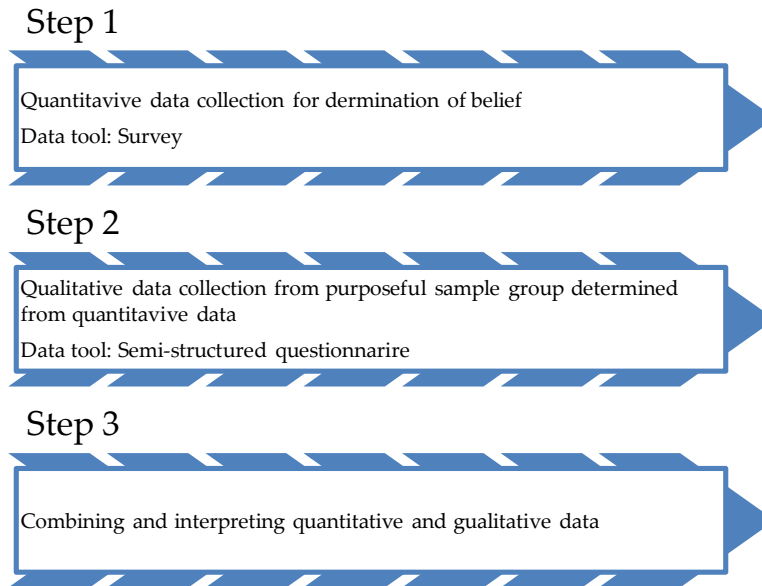 Step 1
Quantitavive data collection for dermination of belief
Data tool: Survey
Step 2
Qualitative data collection from purposeful sample group determined
from quantitavive data
Data tool: Semi-structured questionnarire
Step 3
Combining and interpreting quantitative and gualitative data